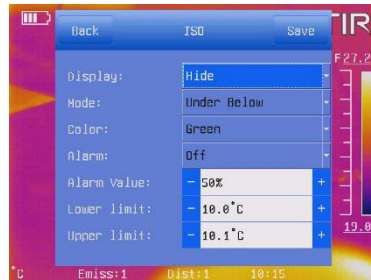 Back ISO Save
TIR
F27.2
Display: Hide
Mode: Under Below
Color: Green
Alarm: Off
Alarm Value: - 50% +
Lower limit: - 10.0°C +
Upper limit: - 10.1°C +
19.0
°C Emiss:1 Dist:1 10:15